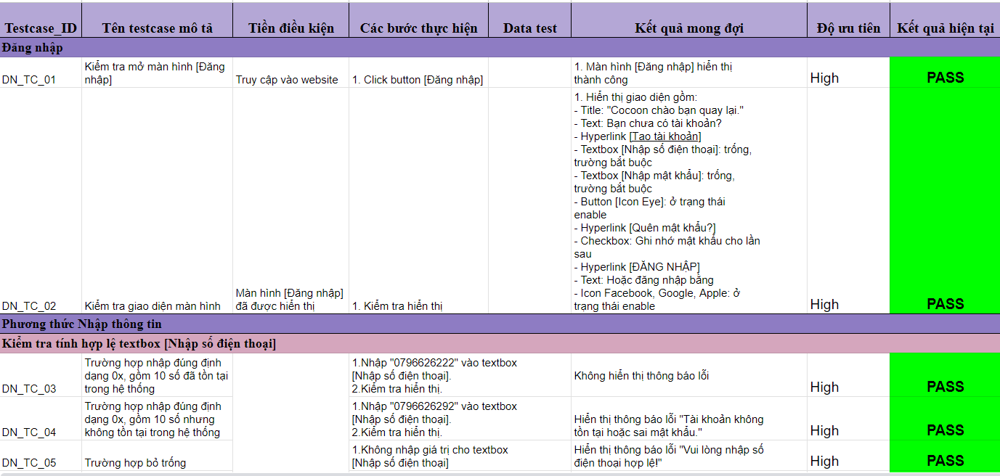 Testcase_ID Tên testcase mô tả Tiền điều kiện Các bước thực hiện Data test Kết quả mong đợi Độ ưu tiên Kết quả hiện tại
Đăng nhập
DN_TC_01
Kiểm tra mở màn hình [Đăng
nhập]
Truy cập vào website
1. Click button [Đăng nhập]
1. Màn hình [Đăng nhập] hiển thị
thành công
High
PASS
DN_TC_02
Kiểm tra giao diện màn hình
Màn hình [Đăng nhập]
đã được hiển thị
1. Kiểm tra hiển thị
1. Hiển thị giao diện gồm:
- Title: "Cocoon chào bạn quay lại."
- Text: Bạn chưa có tài khoản?
- Hyperlink [Tao tài khoản]
- Textbox [Nhập số điện thoại]: trống,
trường bắt buộc
- Textbox [Nhập mật khẩu]: trống,
trường bắt buộc
- Button [Icon Eye]: ở trạng thái
enable
- Hyperlink [Quên mật khẩu?]
- Checkbox: Ghi nhớ mật khẩu cho lần
sau
- Hyperlink [ĐĂNG NHẬP]
- Text: Hoặc đăng nhập bằng
- Icon Facebook, Google, Apple: ở
trạng thái enable
High
PASS
Phương thức Nhập thông tin
Kiểm tra tính hợp lệ textbox [Nhập số điện thoại]
DN_TC_03
Trường hợp nhập đúng định
dạng 0x, gồm 10 số đã tồn tại
trong hệ thống
1.Nhập "0796626222" vào textbox
[Nhập số điện thoại].
2.Kiểm tra hiển thị.
Không hiển thị thông báo lỗi
High
PASS
DN_TC_04
Trường hợp nhập đúng định
dạng 0x, gồm 10 số nhưng
không tồn tại trong hệ thống
1.Nhập "0796626292" vào textbox
[Nhập số điện thoại].
2.Kiểm tra hiển thị.
Hiển thị thông báo lỗi "Tài khoản không
tồn tại hoặc sai mật khẩu."
High
PASS
DN_TC_05
Trường hợp bỏ trống
1.Không nhập giá trị cho textbox
[Nhập số điện thoại]
Hiển thị thông báo lỗi "Vui lòng nhập số
điện thoại hợp lệ!"
High
PASS